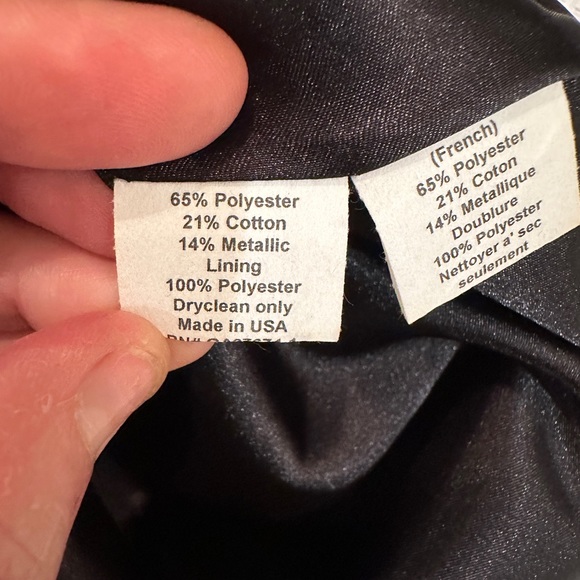 65% Polyester
21% Cotton
14% Metallic
Lining
100% Polyester
Dryclean only
Made in USA
(French)
65% Polyester
21% Coton
14% Metallique
Doublure
100% Polyester
Nettoyer a' sec
seulement